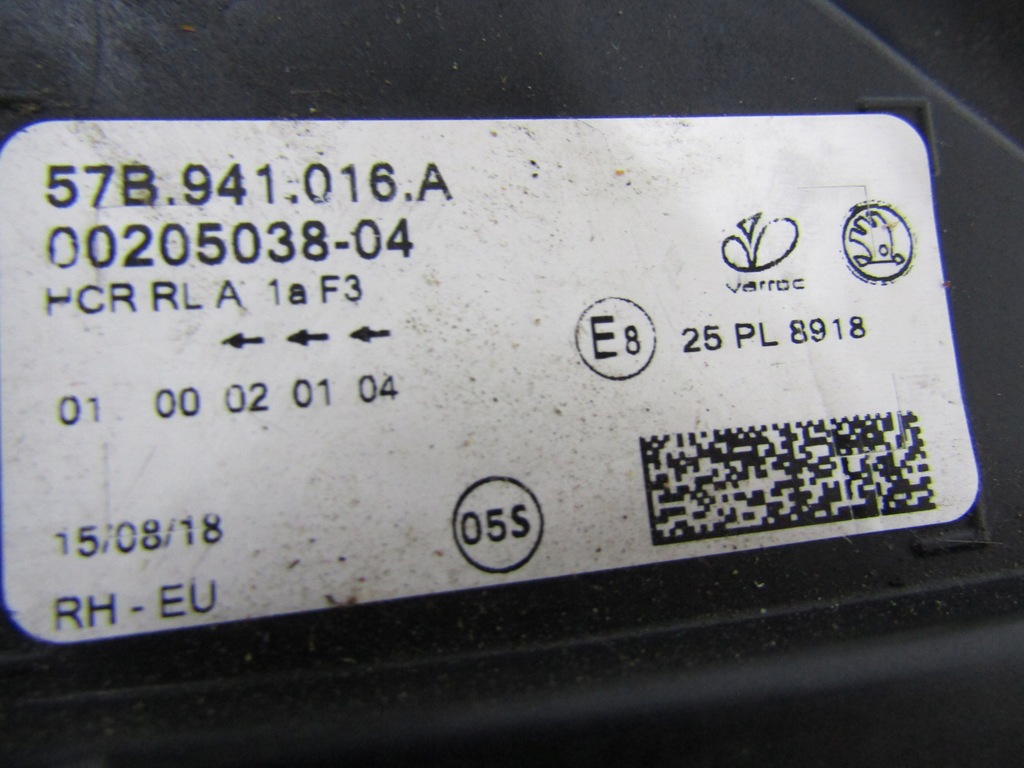 57B.941.016.A
00205038-04
HCR RL A 1a F3
varroc
E8 25 PL 8918
01 00 02 01 04
15/08/18
05S
RH - EU